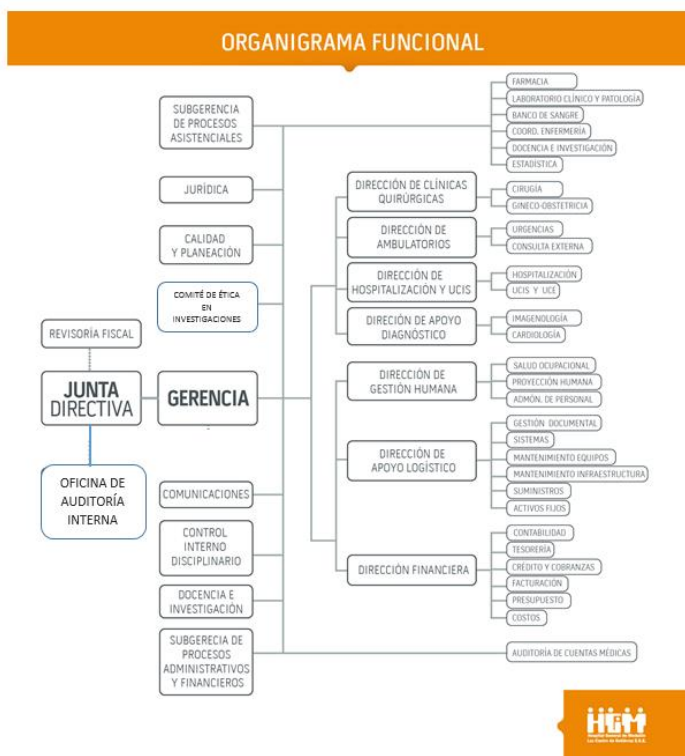 ORGANIGRAMA FUNCIONAL
SUBGERENCIA
DE PROCESOS
ASISTENCIALES
JURÍDICA
CALIDAD
Y PLANEACIÓN
COMITÉ DE ÉTICA
EN
INVESTIGACIONES
REVISORÍA FISCAL
JUNTA
DIRECTIVA
GERENCIA
OFICINA DE
AUDITORÍA
INTERNA
COMUNICACIONES
CONTROL
INTERNO
DISCIPLINARIO
DOCENCIA E
INVESTIGACIÓN
SUBGERECIA DE
PROCESOS
ADMINISTRATIVOS
Y FINANCIEROS
DIRECCIÓN DE CLÍNICAS
QUIRÚRGICAS
DIRECCIÓN DE
AMBULATORIOS
DIRECCIÓN DE
HOSPITALIZACIÓN Y UCIS
DIRECIÓN DE APOYO
DIAGNÓSTICO
DIRECCIÓN DE
GESTIÓN HUMANA
DIRECCIÓN DE
APOYO LOGÍSTICO
DIRECCIÓN FINANCIERA
FARMACIA
LABORATORIO CLÍNICO Y PATOLOGÍA
BANCO DE SANGRE
COORD. ENFERMERÍA
DOCENCIA E INVESTIGACIÓN
ESTADÍSTICA
CIRUGÍA
GINECO-OBSTETRICIA
URGENCIAS
CONSULTA EXTERNA
HOSPITALIZACIÓN
UCIS Y UCE
IMAGENOLOGÍA
CARDIOLOGÍA
SALUD OCUPACIONAL
PROYECCIÓN HUMANA
ADMÓN. DE PERSONAL
GESTIÓN DOCUMENTAL
SISTEMAS
MANTENIMIENTO EQUIPOS
MANTENIMIENTO INFRAESTRUCTURA
SUMINISTROS
ACTIVOS FIJOS
CONTABILIDAD
TESORERÍA
CRÉDITO Y COBRANZAS
FACTURACIÓN
PRESUPUESTO
COSTOS
AUDITORÍA DE CUENTAS MÉDICAS
HGM
Hospital General de Medellín